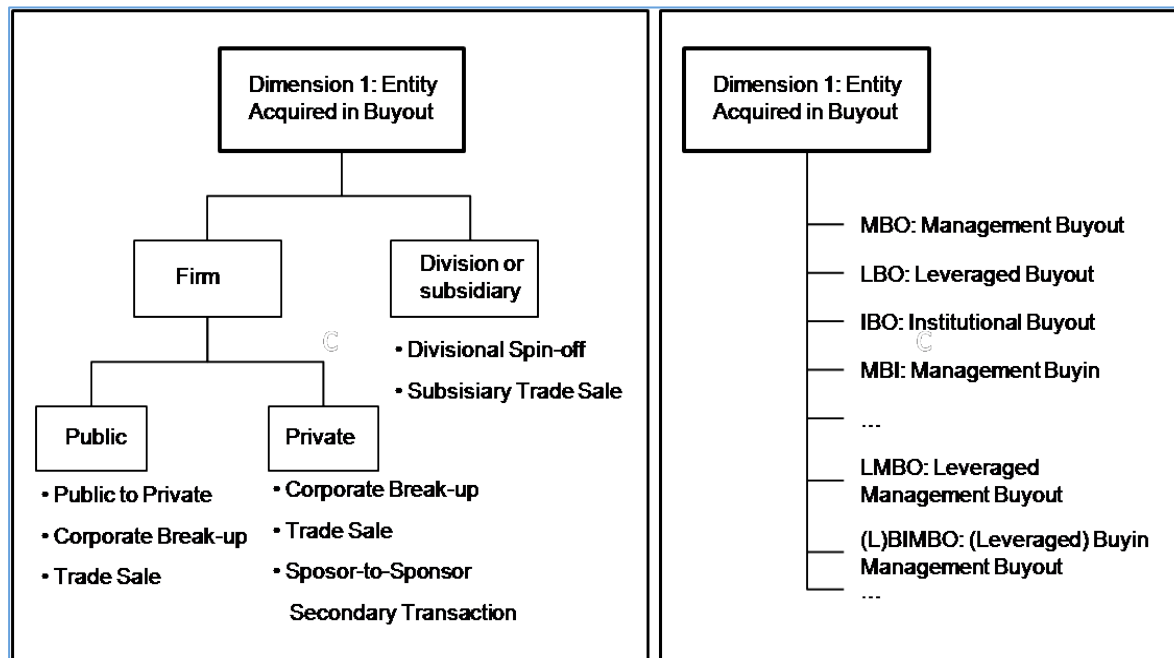 Dimension 1: Entity
Acquired in Buyout
Firm
Division or
subsidiary
• Divisional Spin-off
• Subsisiary Trade Sale
Public
Private
• Public to Private
• Corporate Break-up
• Trade Sale
• Corporate Break-up
• Trade Sale
• Sposor-to-Sponsor
Secondary Transaction
C
Dimension 1: Entity
Acquired in Buyout
MBO: Management Buyout
LBO: Leveraged Buyout
IBO: Institutional Buyout
C
MBI: Management Buyin
...
LMBO: Leveraged
Management Buyout
(L)BIMBO: (Leveraged) Buyin
Management Buyout
...